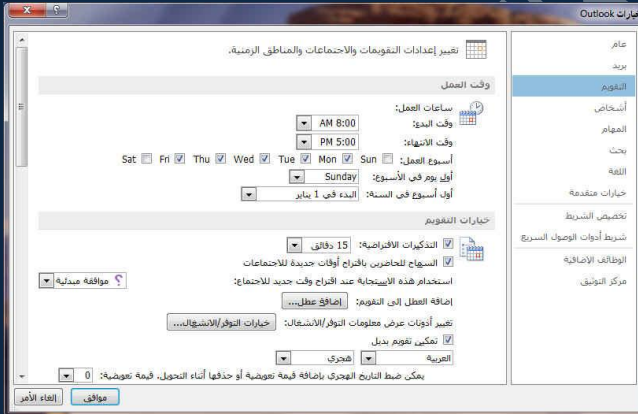 خيارات Outlook
عام
بريد
التقويم
أشخاص
المهام
بحث
اللغة
خيارات متقدمة
تخصيص الشريط
شريط أدوات الوصول السريع
الوظائف الإضافية
مركز التوثيق
تغيير إعدادات التقويمات والاجتماعات والمناطق الزمنية.
وقت العمل
ساعات العمل:
وقت البدء: 8:00 AM
وقت الانتهاء: 5:00 PM
أسبوع العمل: Sun Mon Tue Wed Thu Fri Sat
أول يوم في الأسبوع: Sunday
أول أسبوع في السنة: البدء في 1 يناير
خيارات التقويم
التذكيرات الافتراضية: 15 دقائق
السماح للحاضرين باقتراح أوقات جديدة للاجتماعات
استخدام هذه الاستجابة عند اقتراح وقت جديد للاجتماع: ? موافقة مبدئية
إضافة العطل إلى التقويم: إضافة عطل...
تغيير أذونات عرض معلومات التوفر/الانشغال: خيارات التوفر/الانشغال...
تمكين تقويم بديل
العربية هجري
يمكن ضبط التاريخ الهجري بإضافة قيمة تعويضية أو حذفها أثناء التحويل. قيمة تعويضية: 0
موافق إلغاء الأمر